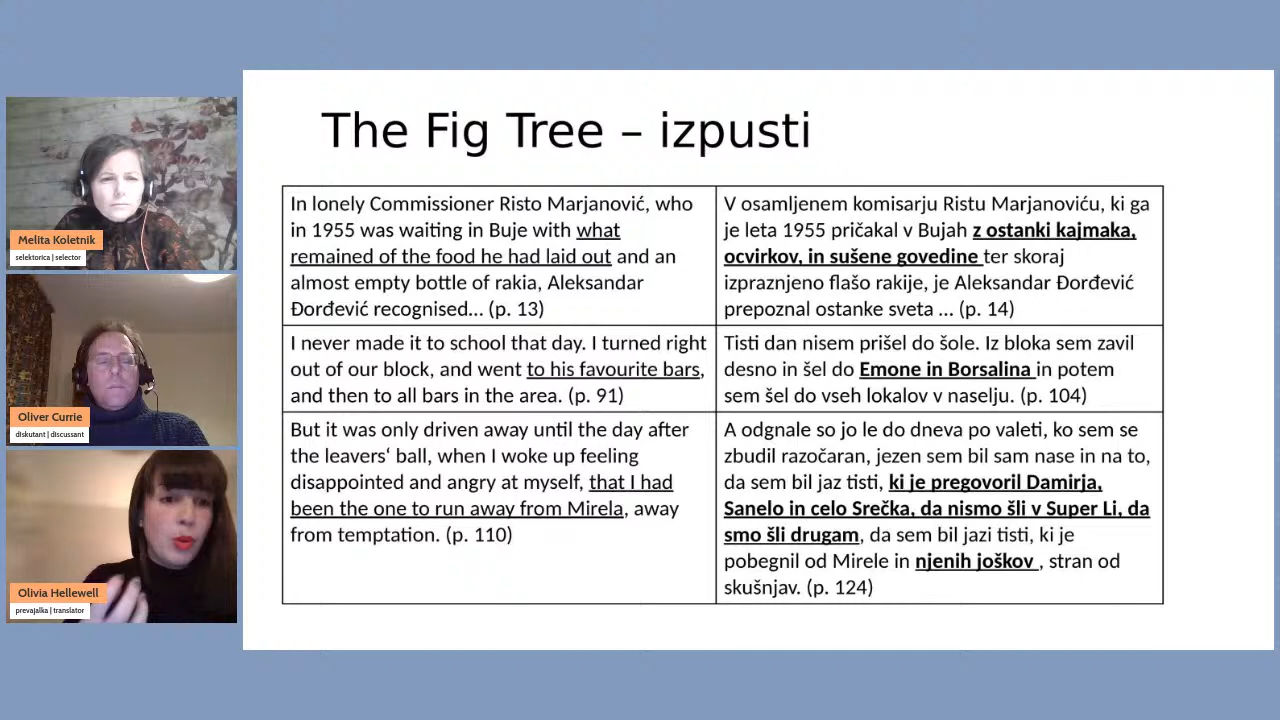 Melita Koletnik
selektorica | selector
Oliver Currie
diskutant | discussant
Olivia Hellewell
prevajalka | translator
The Fig Tree – izpusti
In lonely Commissioner Risto Marjanović, who
in 1955 was waiting in Buje with what
remained of the food he had laid out and an
almost empty bottle of rakia, Aleksandar
Đorđević recognised... (p. 13)
V osamljenem komisarju Ristu Marjanoviću, ki ga
je leta 1955 pričakal v Bujah z ostanki kajmaka,
ocvirkov, in sušene govedine ter skoraj
izpraznjeno flašo rakije, je Aleksandar Đorđević
prepoznal ostanke sveta ... (p. 14)
I never made it to school that day. I turned right
out of our block, and went to his favourite bars,
and then to all bars in the area. (p. 91)
Tisti dan nisem prišel do šole. Iz bloka sem zavil
desno in šel do Emone in Borsalina in potem
sem šel do vseh lokalov v naselju. (p. 104)
But it was only driven away until the day after
the leavers‘ ball, when I woke up feeling
disappointed and angry at myself, that I had
been the one to run away from Mirela, away
from temptation. (p. 110)
A odgnale so jo le do dneva po valeti, ko sem se
zbudil razočaran, jezen sem bil sam nase in na to,
da sem bil jaz tisti, ki je pregovoril Damirja,
Sanelo in celo Srečka, da nismo šli v Super Li, da
smo šli drugam, da sem bil jazi tisti, ki je
pobegnil od Mirele in njenih joškov , stran od
skušnjav. (p. 124)